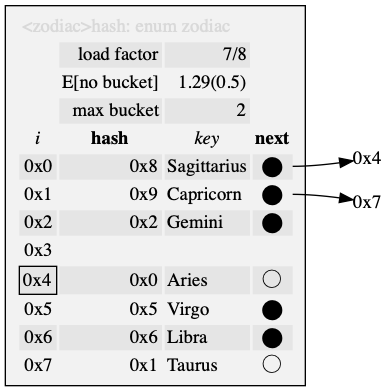 <zodiac>hash: enum zodiac
load factor 7/8
E[no bucket] 1.29(0.5)
max bucket 2
i hash key next
0x0 0x8 Sagittarius 0x4
0x1 0x9 Capricorn 0x7
0x2 0x2 Gemini
0x3
0x4 0x0 Aries
0x5 0x5 Virgo
0x6 0x6 Libra
0x7 0x1 Taurus